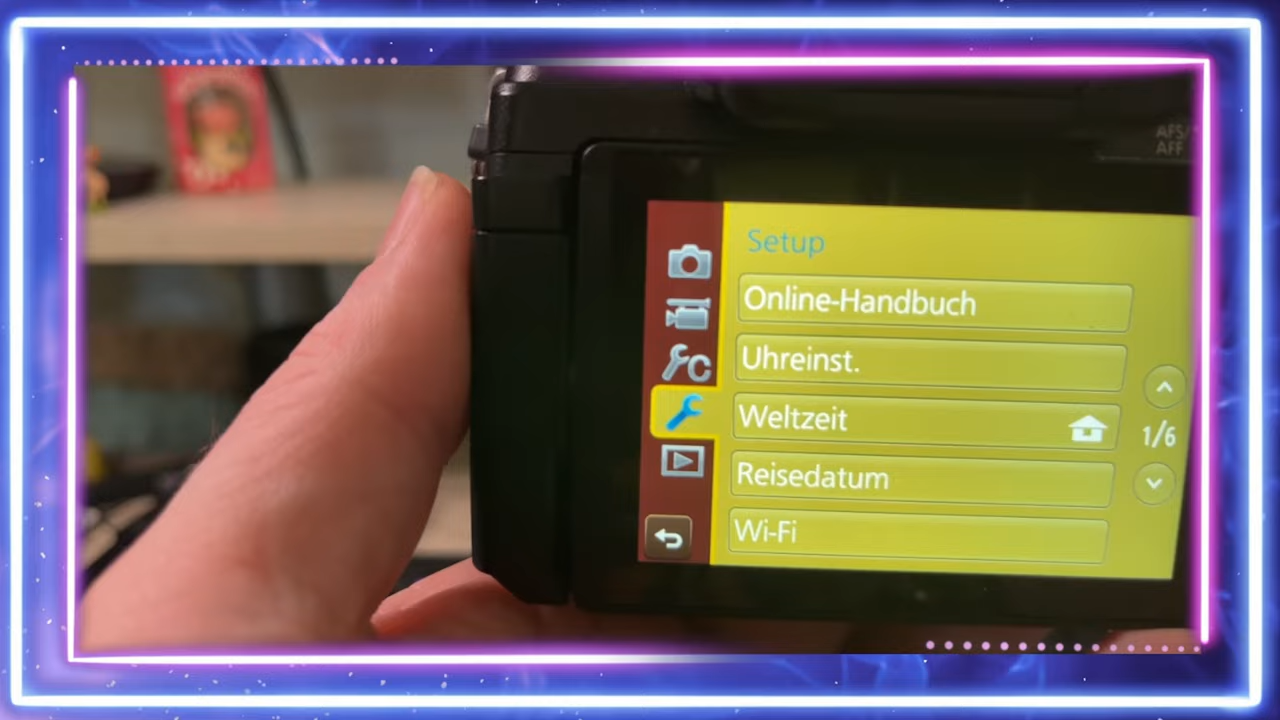 AFS/
AFF
Setup
Online-Handbuch
Uhreinst.
Weltzeit
1/6
Reisedatum
Wi-Fi